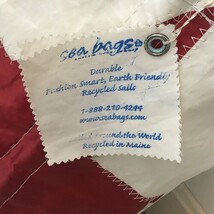 sea bags
Durable
Fashion Smart, Earth Friendly
Recycled Sails
1-888-210-4244
www.seabags.com
around the World
Recycled in Maine